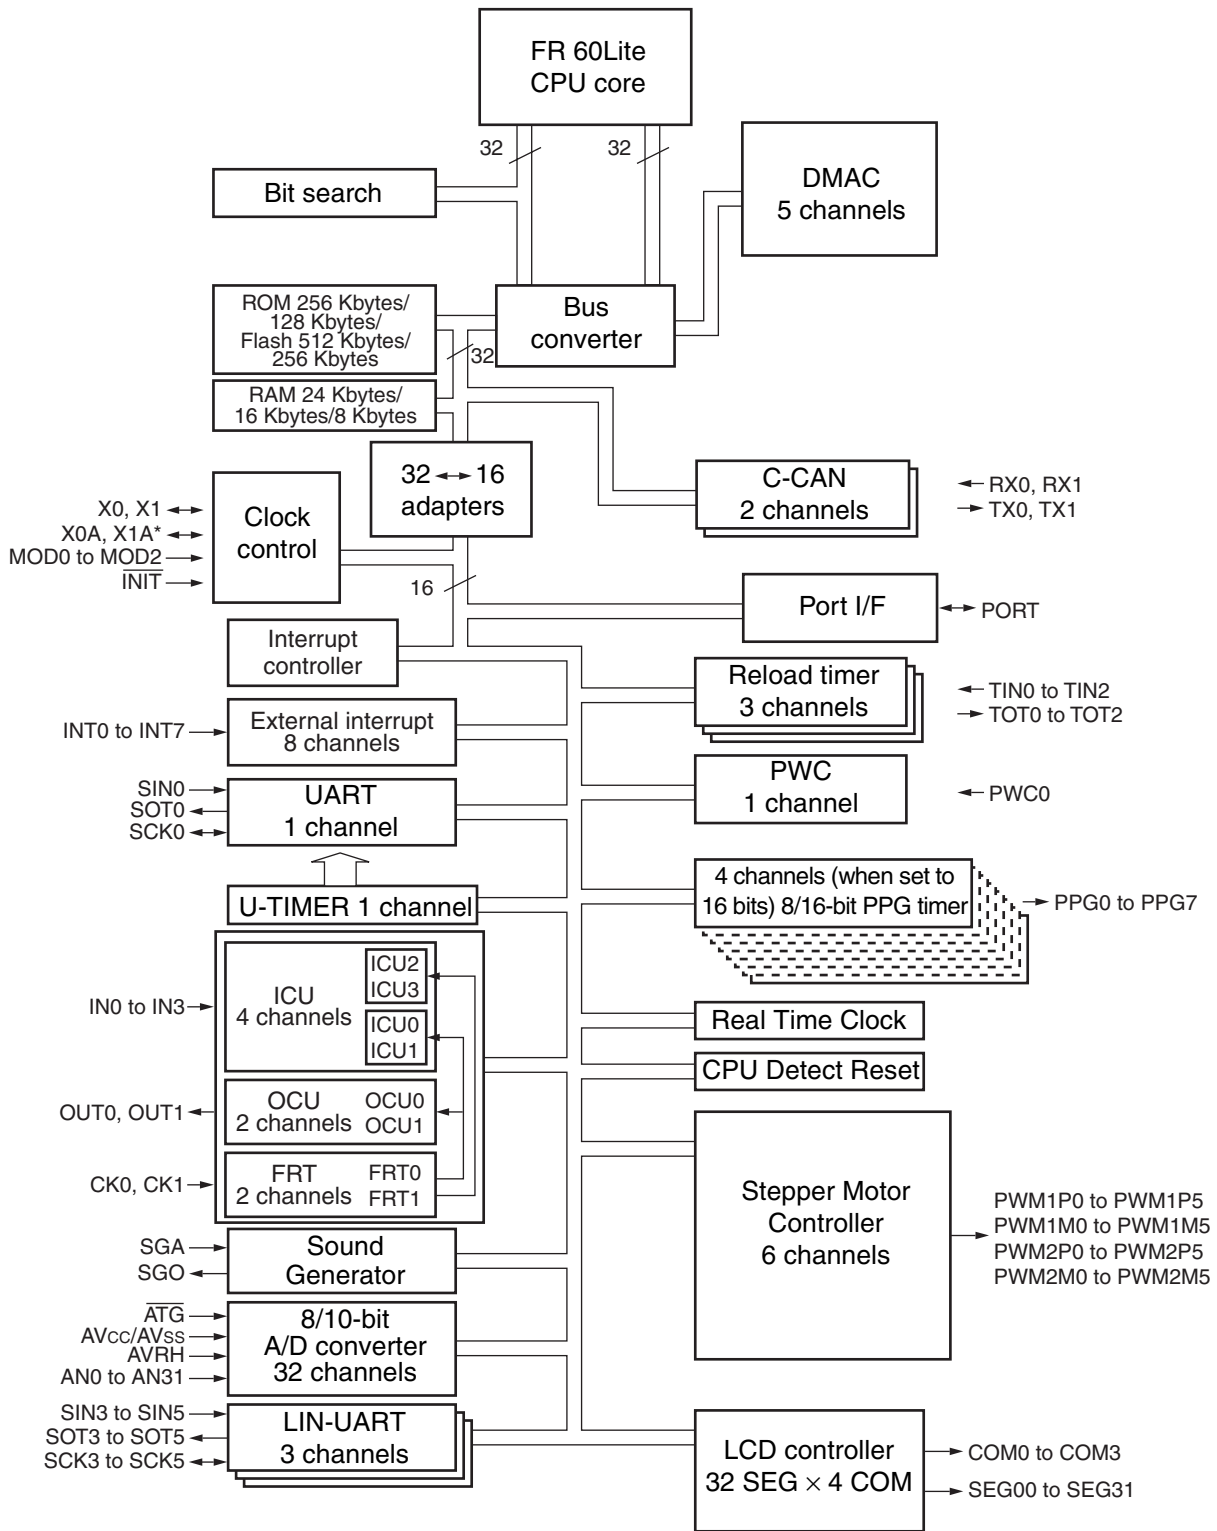 FR 60Lite
CPU core
32
32
DMAC
5 channels
Bit search
ROM 256 Kbytes/
128 Kbytes/
Flash 512 Kbytes/
256 Kbytes
Bus
converter
32
RAM 24 Kbytes/
16 Kbytes/8 Kbytes
32 ↔ 16
adapters
C-CAN
2 channels
RX0, RX1
TX0, TX1
X0, X1
X0A, X1A*
MOD0 to MOD2
INIT
Clock
control
16
Port I/F
PORT
Interrupt
controller
Reload timer
3 channels
TIN0 to TIN2
TOT0 to TOT2
INT0 to INT7
External interrupt
8 channels
PWC
1 channel
PWC0
SIN0
SOT0
SCK0
UART
1 channel
4 channels (when set to
16 bits) 8/16-bit PPG timer
PPG0 to PPG7
U-TIMER 1 channel
IN0 to IN3
ICU
4 channels
ICU2
ICU3
ICU0
ICU1
Real Time Clock
CPU Detect Reset
OUT0, OUT1
OCU
2 channels
OCU0
OCU1
CK0, CK1
FRT
2 channels
FRT0
FRT1
Stepper Motor
Controller
6 channels
PWM1P0 to PWM1P5
PWM1M0 to PWM1M5
PWM2P0 to PWM2P5
PWM2M0 to PWM2M5
SGA
SGO
Sound
Generator
ATG
AVCC/AVSS
AVRH
AN0 to AN31
8/10-bit
A/D converter
32 channels
SIN3 to SIN5
SOT3 to SOT5
SCK3 to SCK5
LIN-UART
3 channels
LCD controller
32 SEG × 4 COM
COM0 to COM3
SEG00 to SEG31